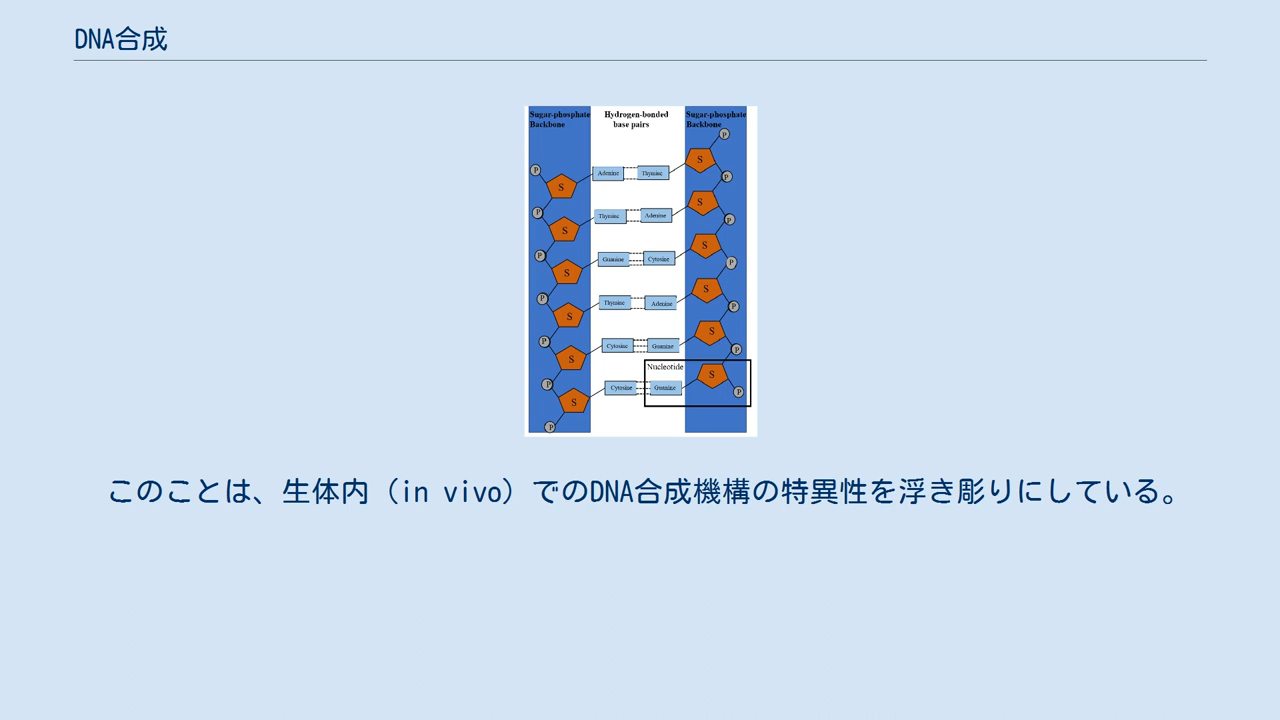 DNA合成
Sugar-phosphate Hydrogen-bonded Sugar-phosphate
Backbone base pairs Backbone
P
S Adenine Thymine S
P P
S Thymine Adenine S
P P
S Guanine Cytosine S
P P
S Thymine Adenine S
P P
S Cytosine Guanine S
P P
Nucleotide
S Cytosine Guanine S
P P
このことは、生体内（in vivo）でのDNA合成機構の特異性を浮き彫りにしている。